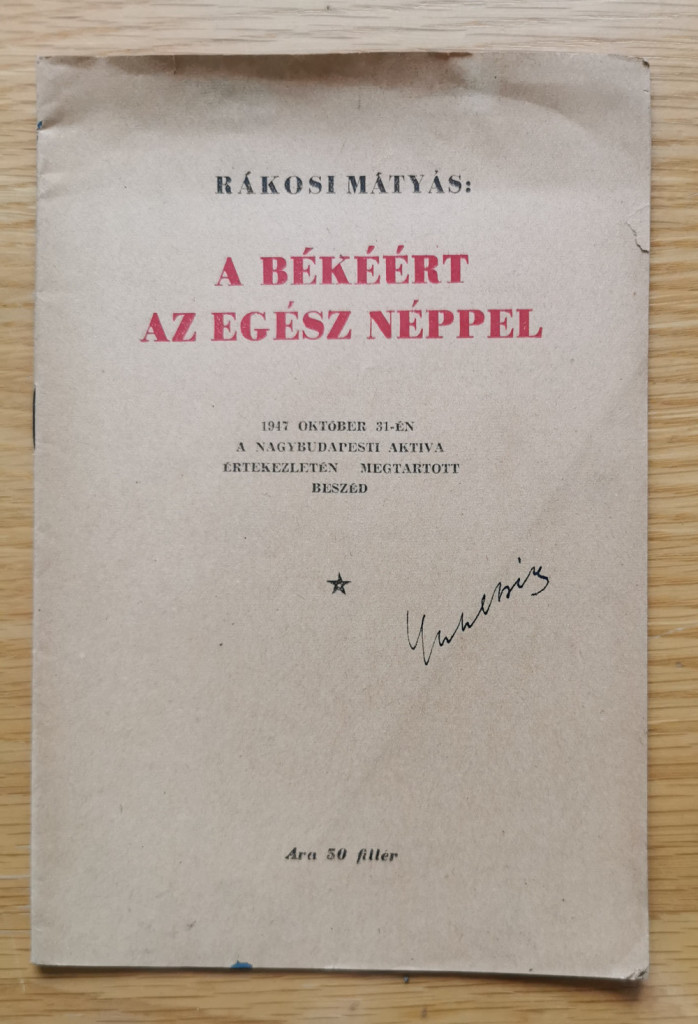 RÁKOSI MÁTYÁS:
A BÉKÉÉRT
AZ EGÉSZ NÉPPEL
1947 OKTÓBER 31-ÉN
A NAGYBUDAPESTI AKTIVA
ÉRTEKEZLETÉN MEGTARTOTT
BESZÉD
Ára 50 fillér